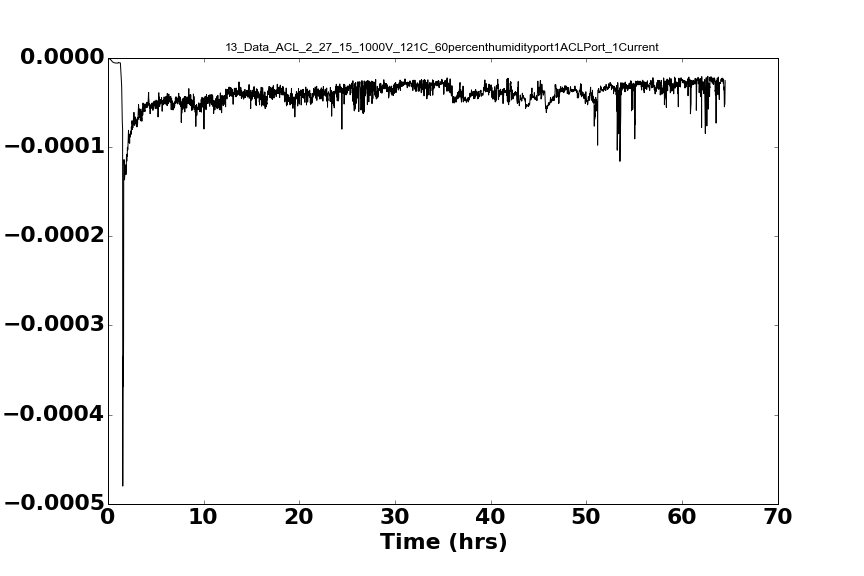 13_Data_ACL_2_27_15_1000V_121C_60percenthumidityport1ACLPort_1Current
0.0000
−0.0001
−0.0002
−0.0003
−0.0004
−0.0005
0 10 20 30 40 50 60 70
Time (hrs)